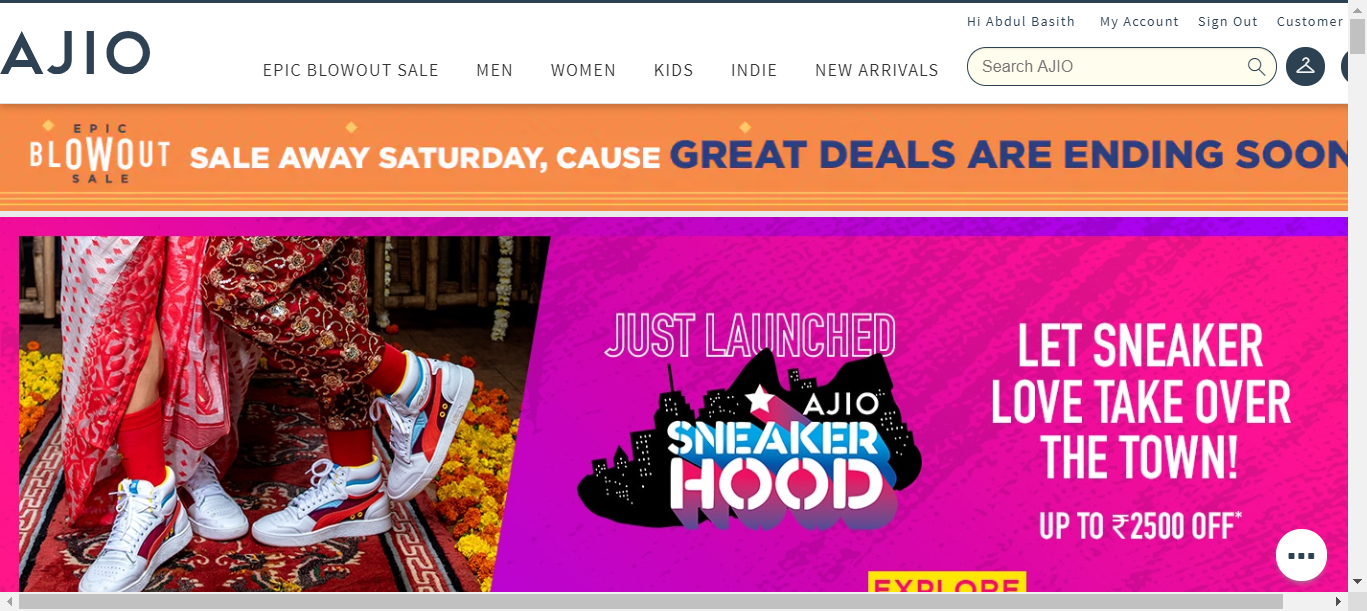 Hi Abdul Basith My Account Sign Out Customer
AJIO
EPIC BLOWOUT SALE MEN WOMEN KIDS INDIE NEW ARRIVALS
Search AJIO
EPIC
BLOWOUT
SALE
SALE AWAY SATURDAY, CAUSE GREAT DEALS ARE ENDING SOON
JUST LAUNCHED
AJIO
SNEAKER
HOOD
LET SNEAKER
LOVE TAKE OVER
THE TOWN!
UP TO ₹2500 OFF*
EXPLORE